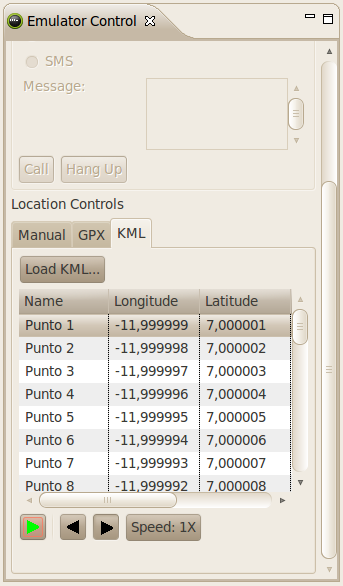 Emulator Control
SMS
Message:
Call Hang Up
Location Controls
Manual GPX KML
Load KML...
Name Longitude Latitude
Punto 1 -11,999999 7,000001
Punto 2 -11,999998 7,000002
Punto 3 -11,999997 7,000003
Punto 4 -11,999996 7,000004
Punto 5 -11,999995 7,000005
Punto 6 -11,999994 7,000006
Punto 7 -11,999993 7,000007
Punto 8 -11,999992 7,000008
Speed: 1X